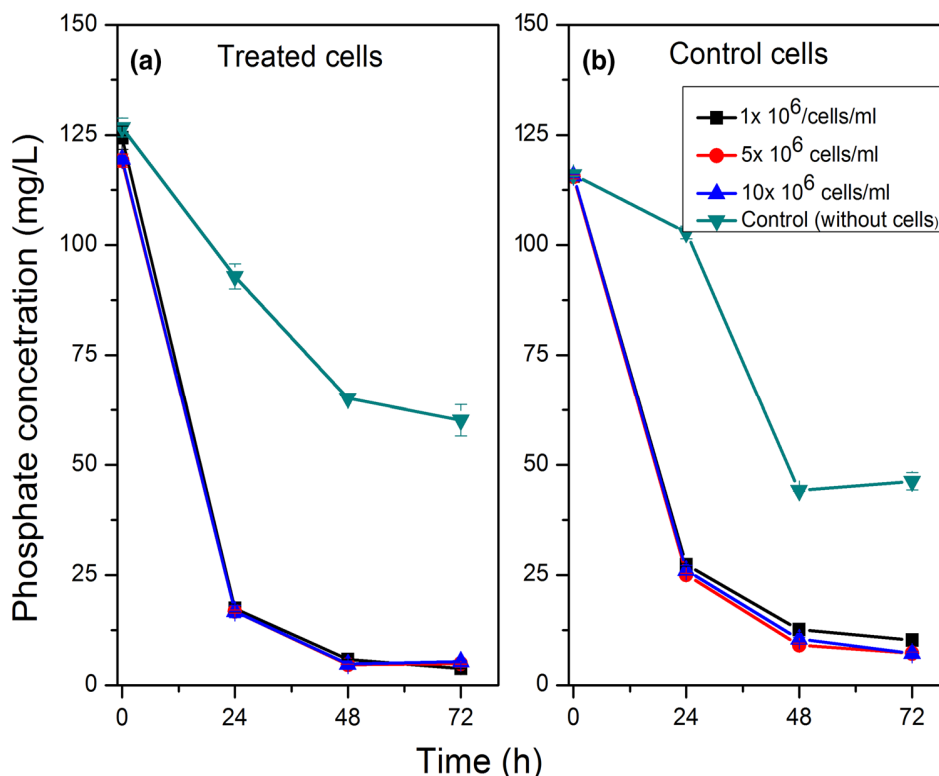 (a) Treated cells
(b) Control cells
1x 10⁶/cells/ml
5x 10⁶ cells/ml
10x 10⁶ cells/ml
Control (without cells)
Phosphate concetration (mg/L)
150
125
100
75
50
25
0
0 24 48 72
150
125
100
75
50
25
0
0 24 48 72
Time (h)